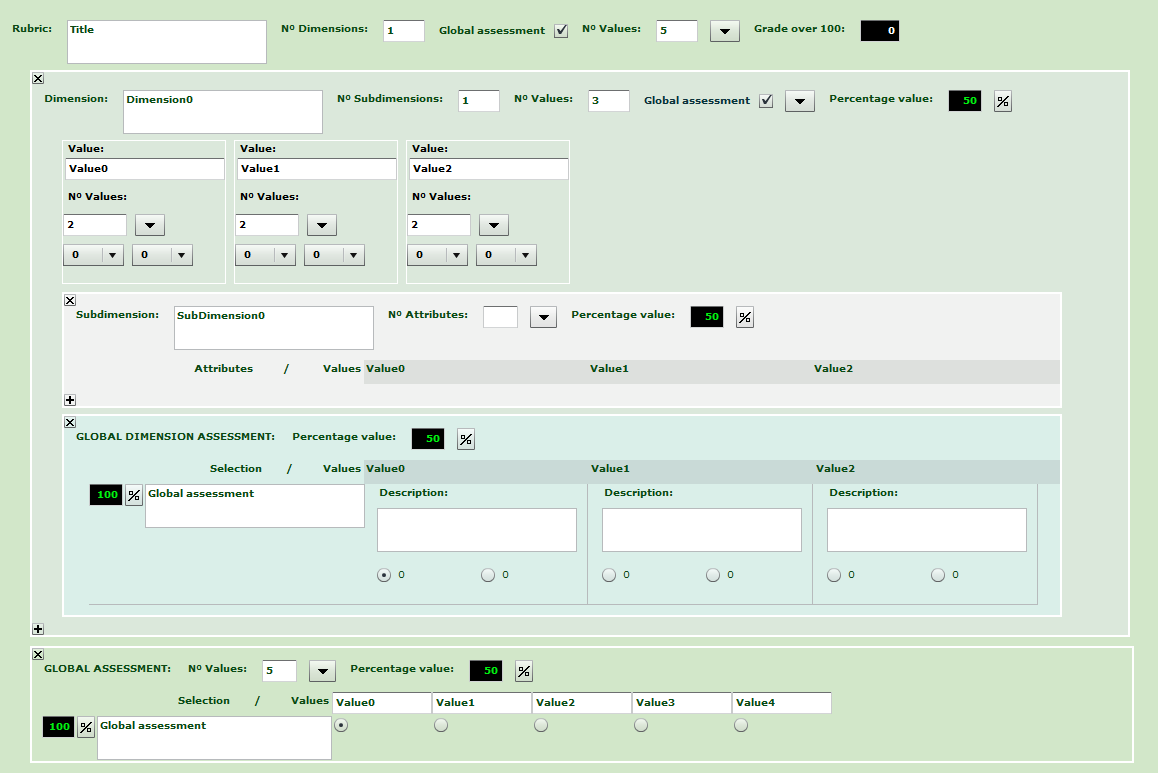 Rubric: Title Nº Dimensions: 1 Global assessment Nº Values: 5 Grade over 100: 0
Dimension: Dimension0 Nº Subdimensions: 1 Nº Values: 3 Global assessment Percentage value: 50 %
Value: Value: Value:
Value0 Value1 Value2
Nº Values: Nº Values: Nº Values:
2 2 2
0 0 0 0 0 0
Subdimension: SubDimension0 Nº Attributes: Percentage value: 50 %
Attributes / Values Value0 Value1 Value2
GLOBAL DIMENSION ASSESSMENT: Percentage value: 50 %
Selection / Values Value0 Value1 Value2
100 % Global assessment Description: Description: Description:
0 0 0 0 0 0
GLOBAL ASSESSMENT: Nº Values: 5 Percentage value: 50 %
Selection / Values Value0 Value1 Value2 Value3 Value4
100 % Global assessment